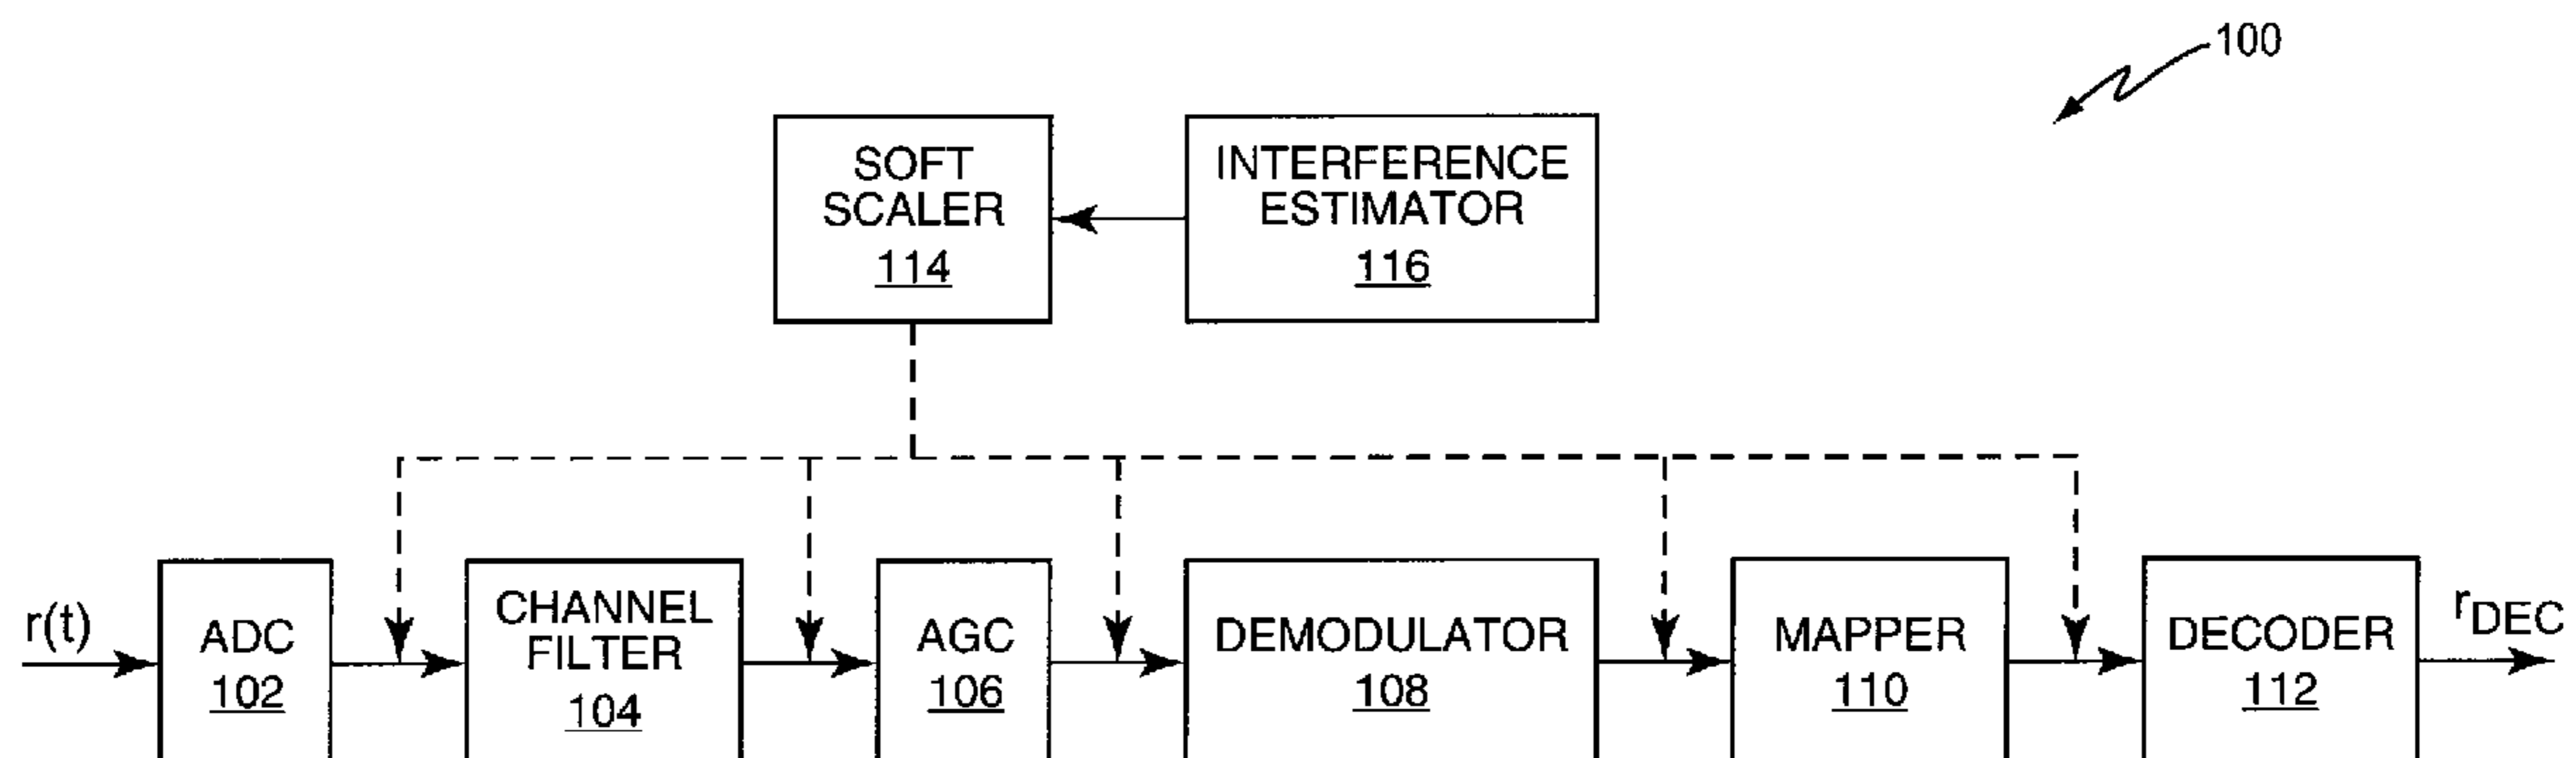 100
SOFT
SCALER
114
INTERFERENCE
ESTIMATOR
116
r(t)
ADC
102
CHANNEL
FILTER
104
AGC
106
DEMODULATOR
108
MAPPER
110
DECODER
112
rDEC